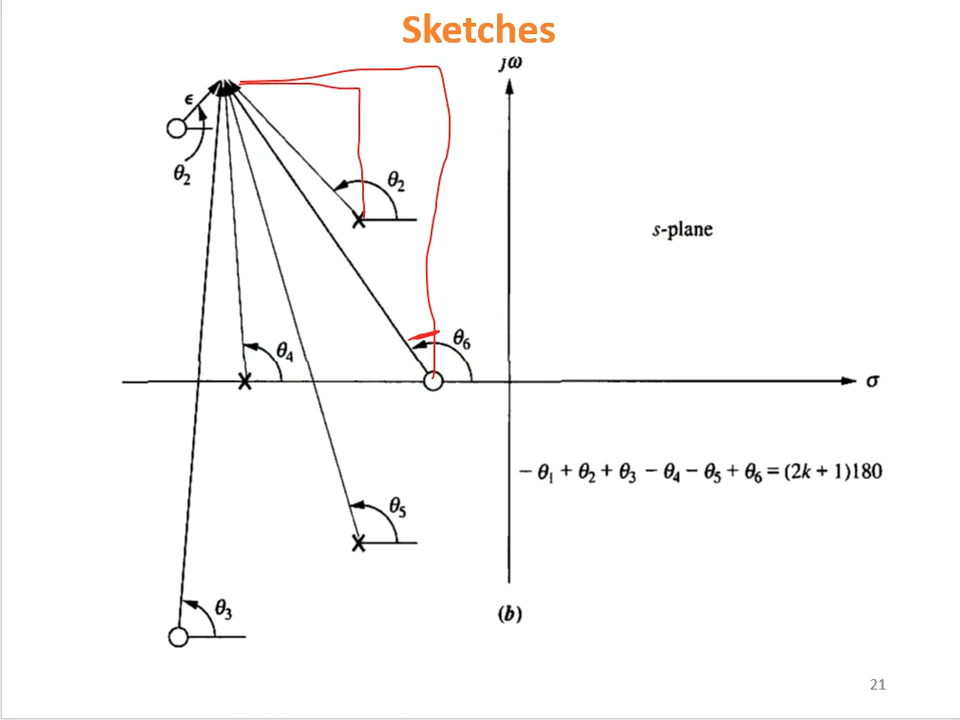 Sketches
jω
ϵ
θ₂
θ₂
s-plane
θ₆
θ₄
σ
− θ₁ + θ₂ + θ₃ − θ₄ − θ₅ + θ₆ = (2k + 1)180
θ₅
θ₃
(b)
21